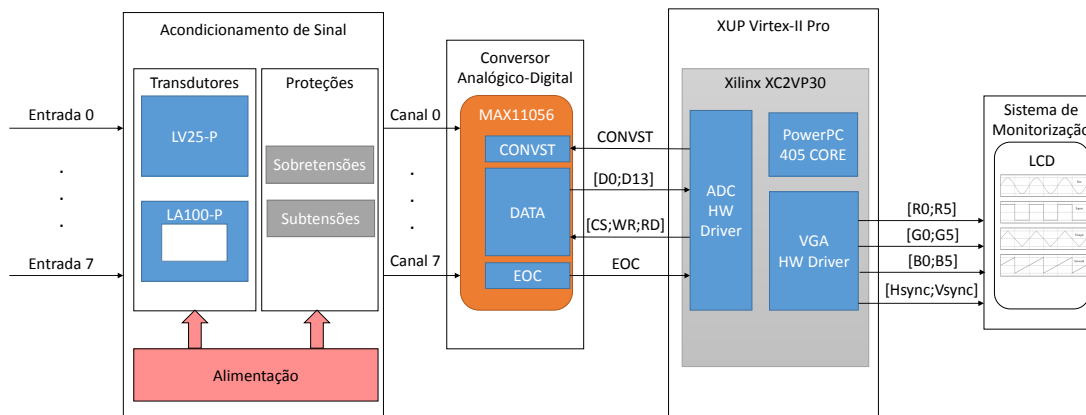 Acondicionamento de Sinal
Transdutores
LV25-P
LA100-P
Proteções
Sobretensões
Subtensões
Alimentação
Entrada 0
.
.
.
Entrada 7
Canal 0
.
.
.
Canal 7
Conversor
Analógico-Digital
MAX11056
CONVST
DATA
EOC
CONVST
[D0;D13]
[CS;WR;RD]
EOC
XUP Virtex-II Pro
Xilinx XC2VP30
ADC
HW
Driver
PowerPC
405 CORE
VGA
HW Driver
[R0;R5]
[G0;G5]
[B0;B5]
[Hsync;Vsync]
Sistema de
Monitorização
LCD